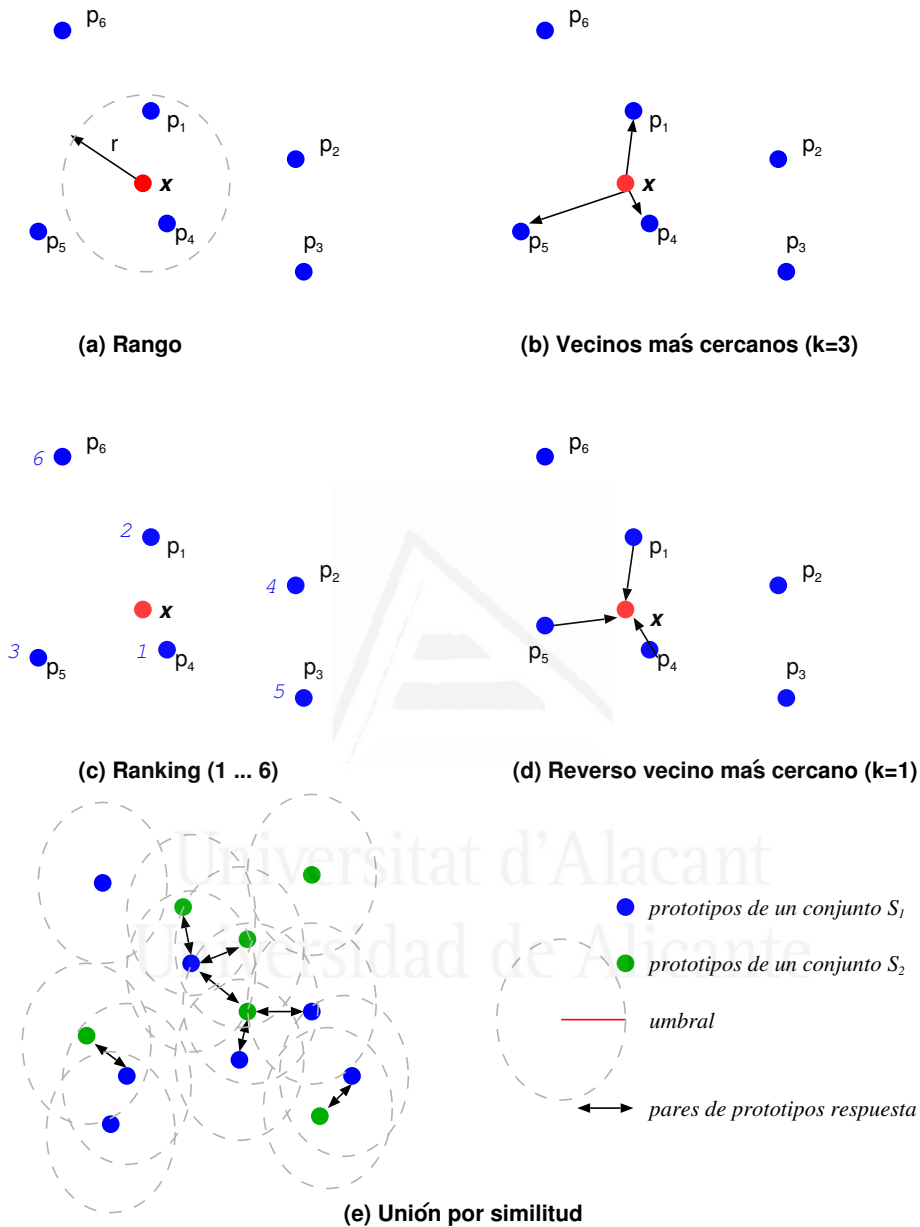 p6
p1
r
p2
x
p5
p4
p3
(a) Rango
p6
p1
p2
x
p5
p4
p3
(b) Vecinos más cercanos (k=3)
6
p6
2
p1
4
p2
x
3
p5
1
p4
p3
5
(c) Ranking (1 ... 6)
p6
p1
p2
x
p5
p4
p3
(d) Reverso vecino más cercano (k=1)
Universitat d'Alacant
Universidad de Alicante
prototipos de un conjunto S1
prototipos de un conjunto S2
umbral
pares de prototipos respuesta
(e) Unión por similitud